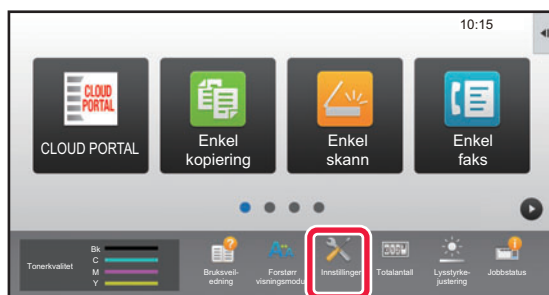 10:15
CLOUD
PORTAL
CLOUD PORTAL
Enkel
kopiering
Enkel
skann
Enkel
faks
Tonerkvalitet
Bk
C
M
Y
Bruksveil-
edning
Forstørr
visningsmodus
Innstillinger
Totalantall
Lysstyrke-
justering
Jobbstatus